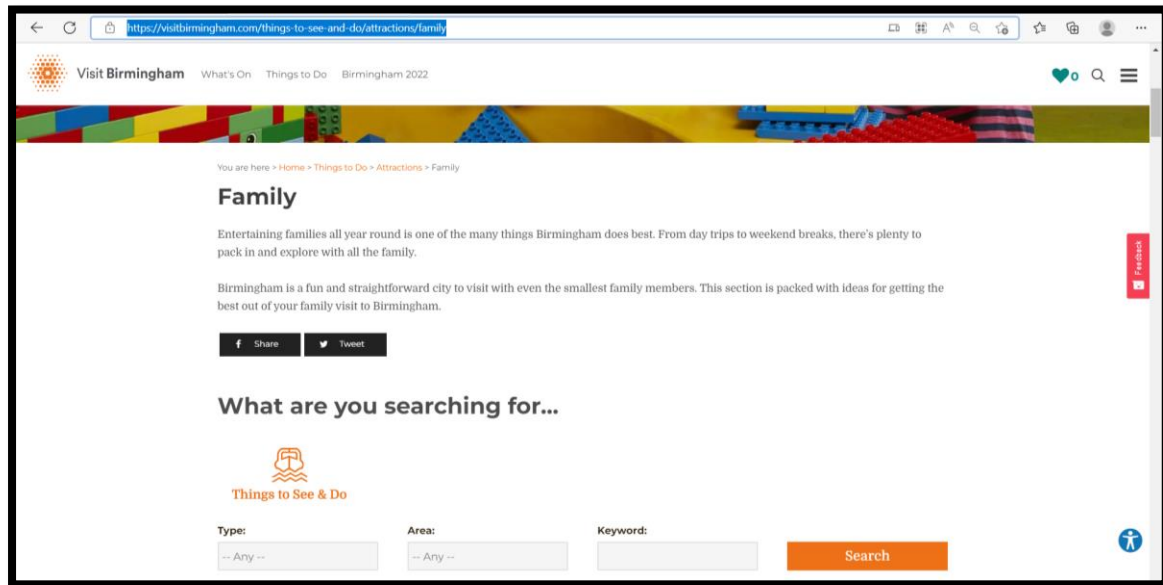 https://visitbirmingham.com/things-to-see-and-do/attractions/family
Visit Birmingham What's On Things to Do Birmingham 2022
0
You are here > Home > Things to Do > Attractions > Family
Family
Entertaining families all year round is one of the many things Birmingham does best. From day trips to weekend breaks, there's plenty to
pack in and explore with all the family.
Birmingham is a fun and straightforward city to visit with even the smallest family members. This section is packed with ideas for getting the
best out of your family visit to Birmingham.
Feedback
Share Tweet
What are you searching for...
Things to See & Do
Type: Area: Keyword:
-- Any -- -- Any -- Search